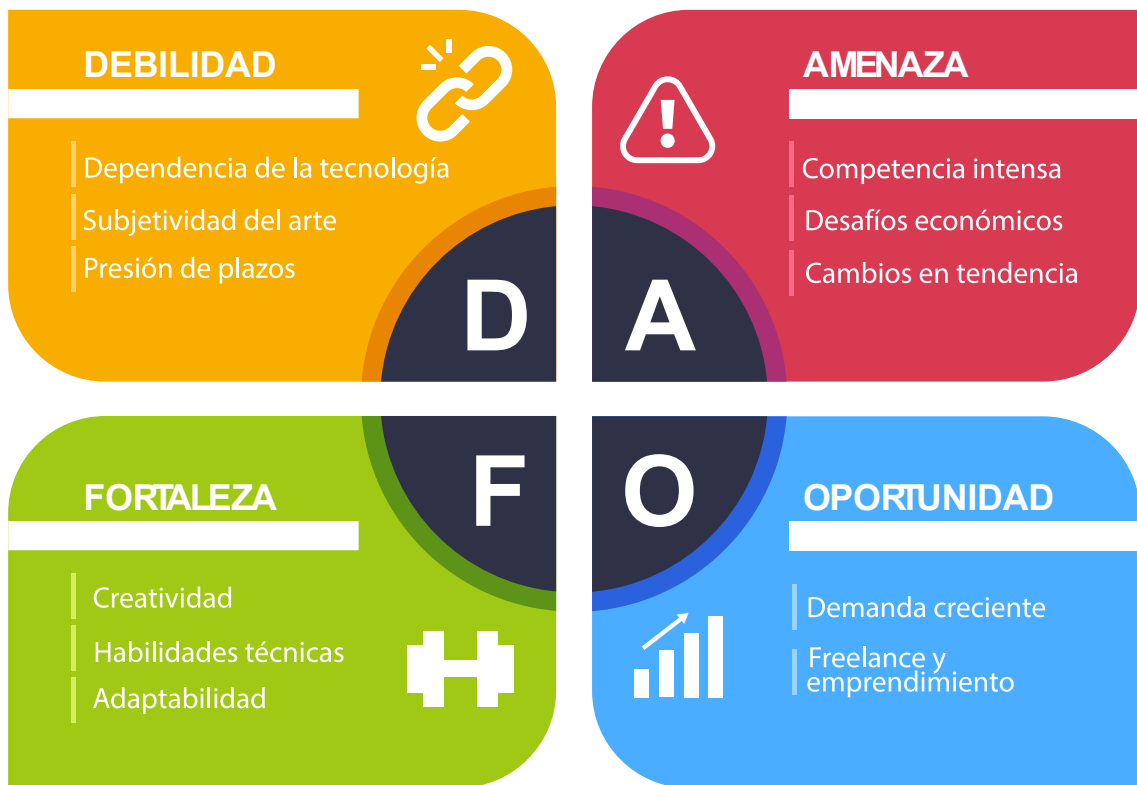 DEBILIDAD
Dependencia de la tecnología
Subjetividad del arte
Presión de plazos
D
AMENAZA
Competencia intensa
Desafíos económicos
Cambios en tendencia
A
FORTALEZA
Creatividad
Habilidades técnicas
Adaptabilidad
F
OPORTUNIDAD
Demanda creciente
Freelance y
emprendimiento
O